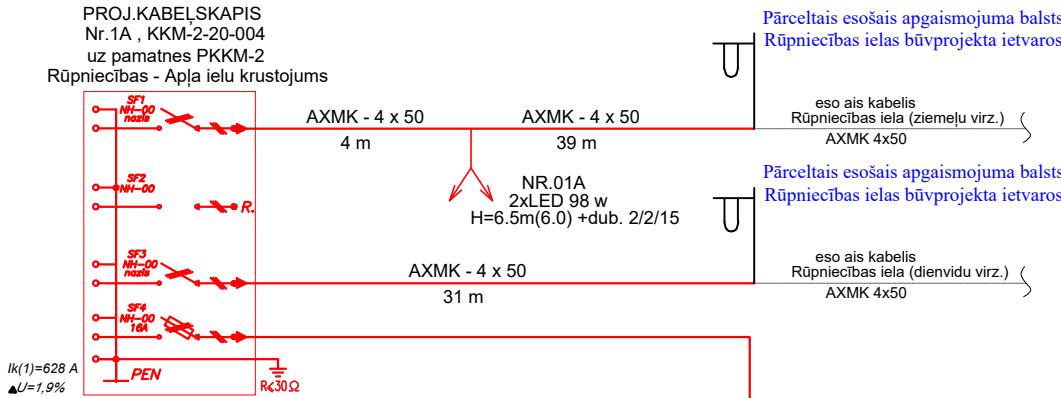 PROJ.KABEĻSKAPIS
Nr.1A , KKM-2-20-004
uz pamatnes PKKM-2
Rūpniecības - Apļa ielu krustojums
Pārceltais esošais apgaismojuma balsts
Rūpniecības ielas būvprojekta ietvaros
SF1
NH-00
nazis
AXMK - 4 x 50
4 m
AXMK - 4 x 50
39 m
eso ais kabelis
Rūpniecības iela (ziemeļu virz.)
AXMK 4x50
SF2
NH-00
R.
NR.01A
2xLED 98 w
H=6.5m(6.0) +dub. 2/2/15
Pārceltais esošais apgaismojuma balsts
Rūpniecības ielas būvprojekta ietvaros
SF3
NH-00
nazis
AXMK - 4 x 50
31 m
eso ais kabelis
Rūpniecības iela (dienvidu virz.)
AXMK 4x50
SF4
NH-00
16A
PEN
R≤30Ω
Ik(1)=628 A
▲U=1,9%